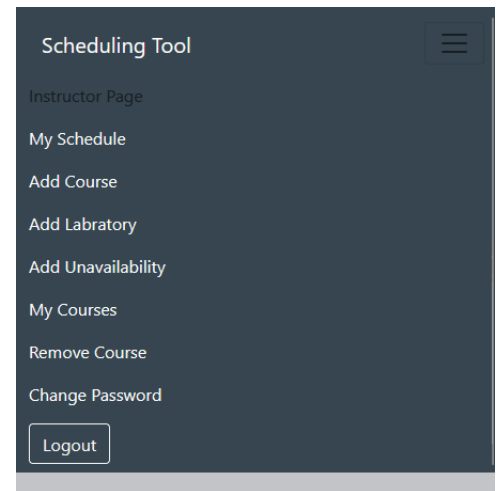 Scheduling Tool
Instructor Page
My Schedule
Add Course
Add Labratory
Add Unavailability
My Courses
Remove Course
Change Password
Logout